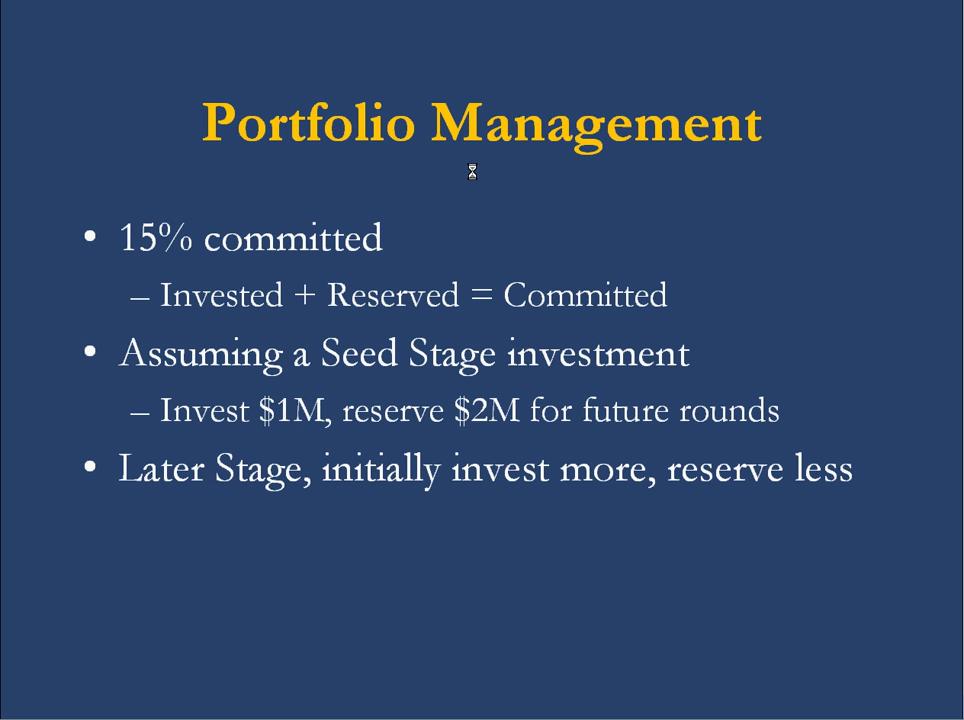 Portfolio Management
• 15% committed
– Invested + Reserved = Committed
• Assuming a Seed Stage investment
– Invest $1M, reserve $2M for future rounds
• Later Stage, initially invest more, reserve less